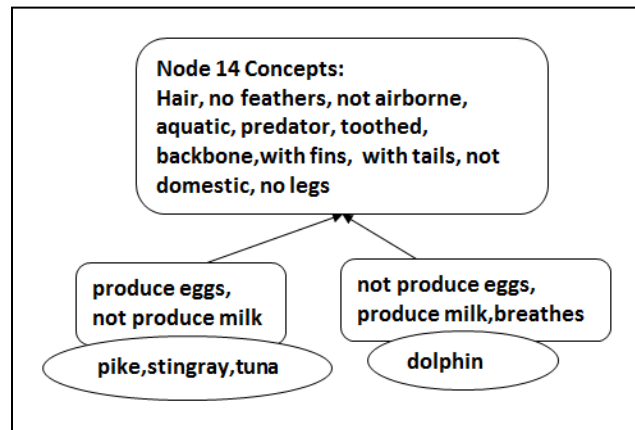 Node 14 Concepts:
Hair, no feathers, not airborne,
aquatic, predator, toothed,
backbone,with fins, with tails, not
domestic, no legs
produce eggs,
not produce milk
not produce eggs,
produce milk,breathes
pike,stingray,tuna
dolphin